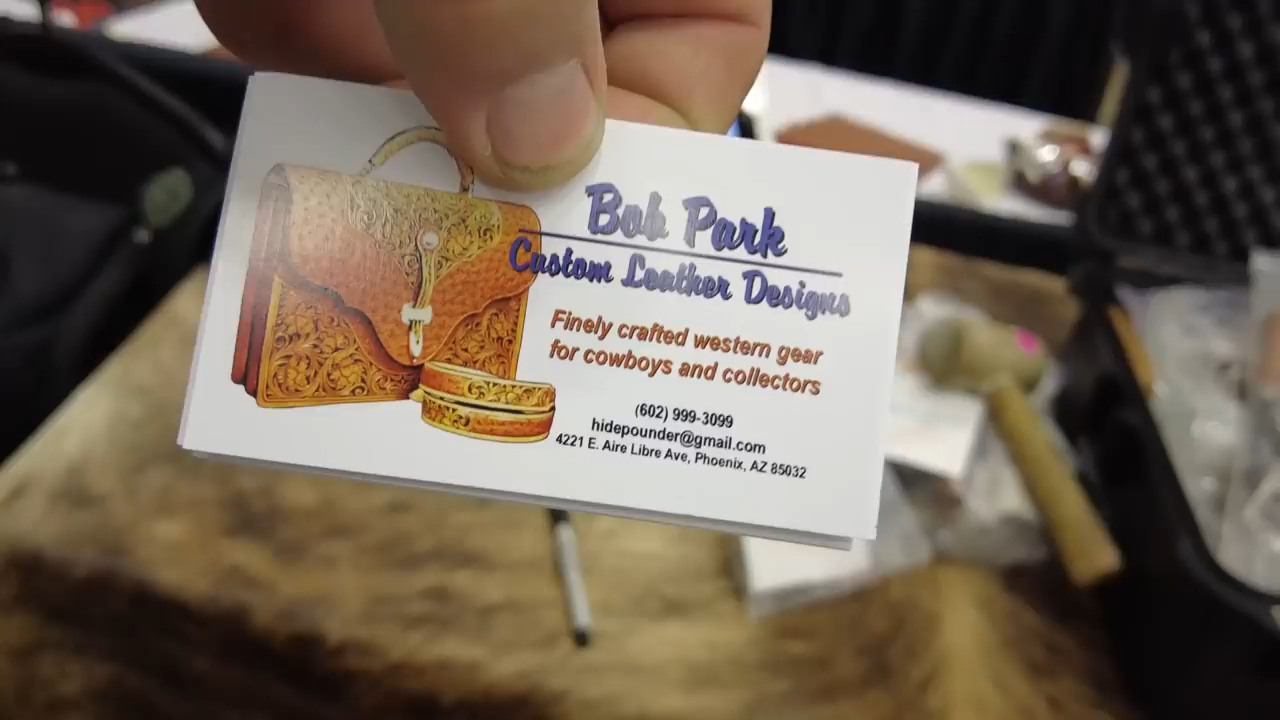 Bob Park
Custom Leather Designs
Finely crafted western gear
for cowboys and collectors
(602) 999-3099
hidepounder@gmail.com
4221 E. Aire Libre Ave, Phoenix, AZ 85032